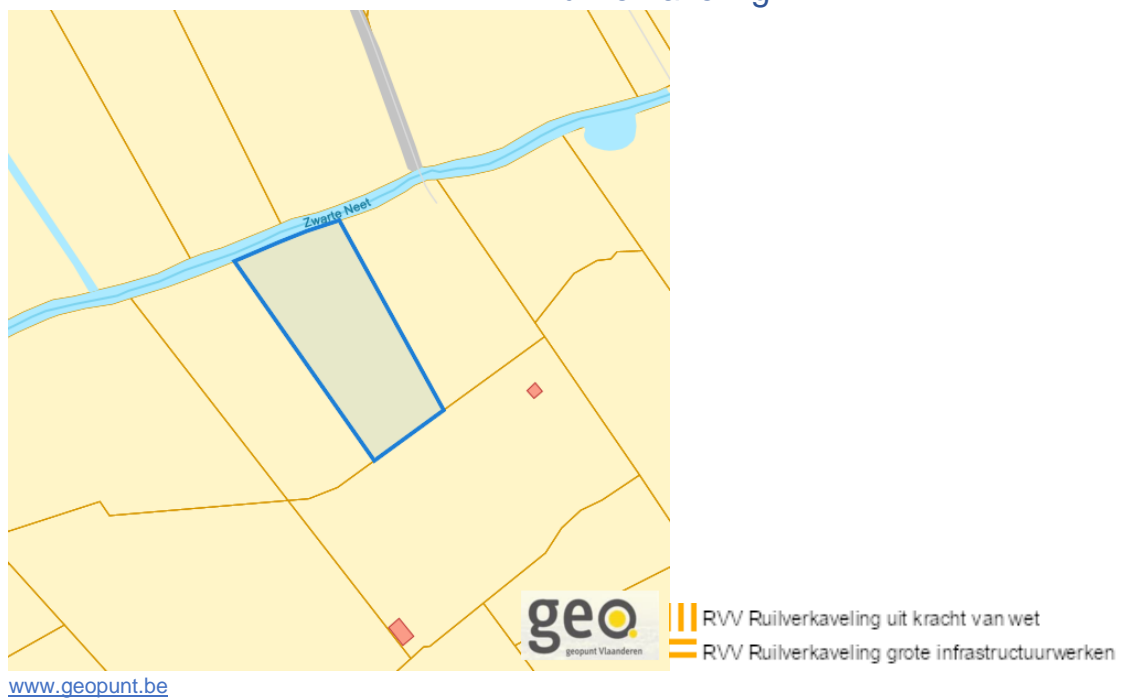 Zwarte Neet
geo.
geopunt Vlaanderen
RVV Ruilverkaveling uit kracht van wet
RVV Ruilverkaveling grote infrastructuurwerken
www.geopunt.be